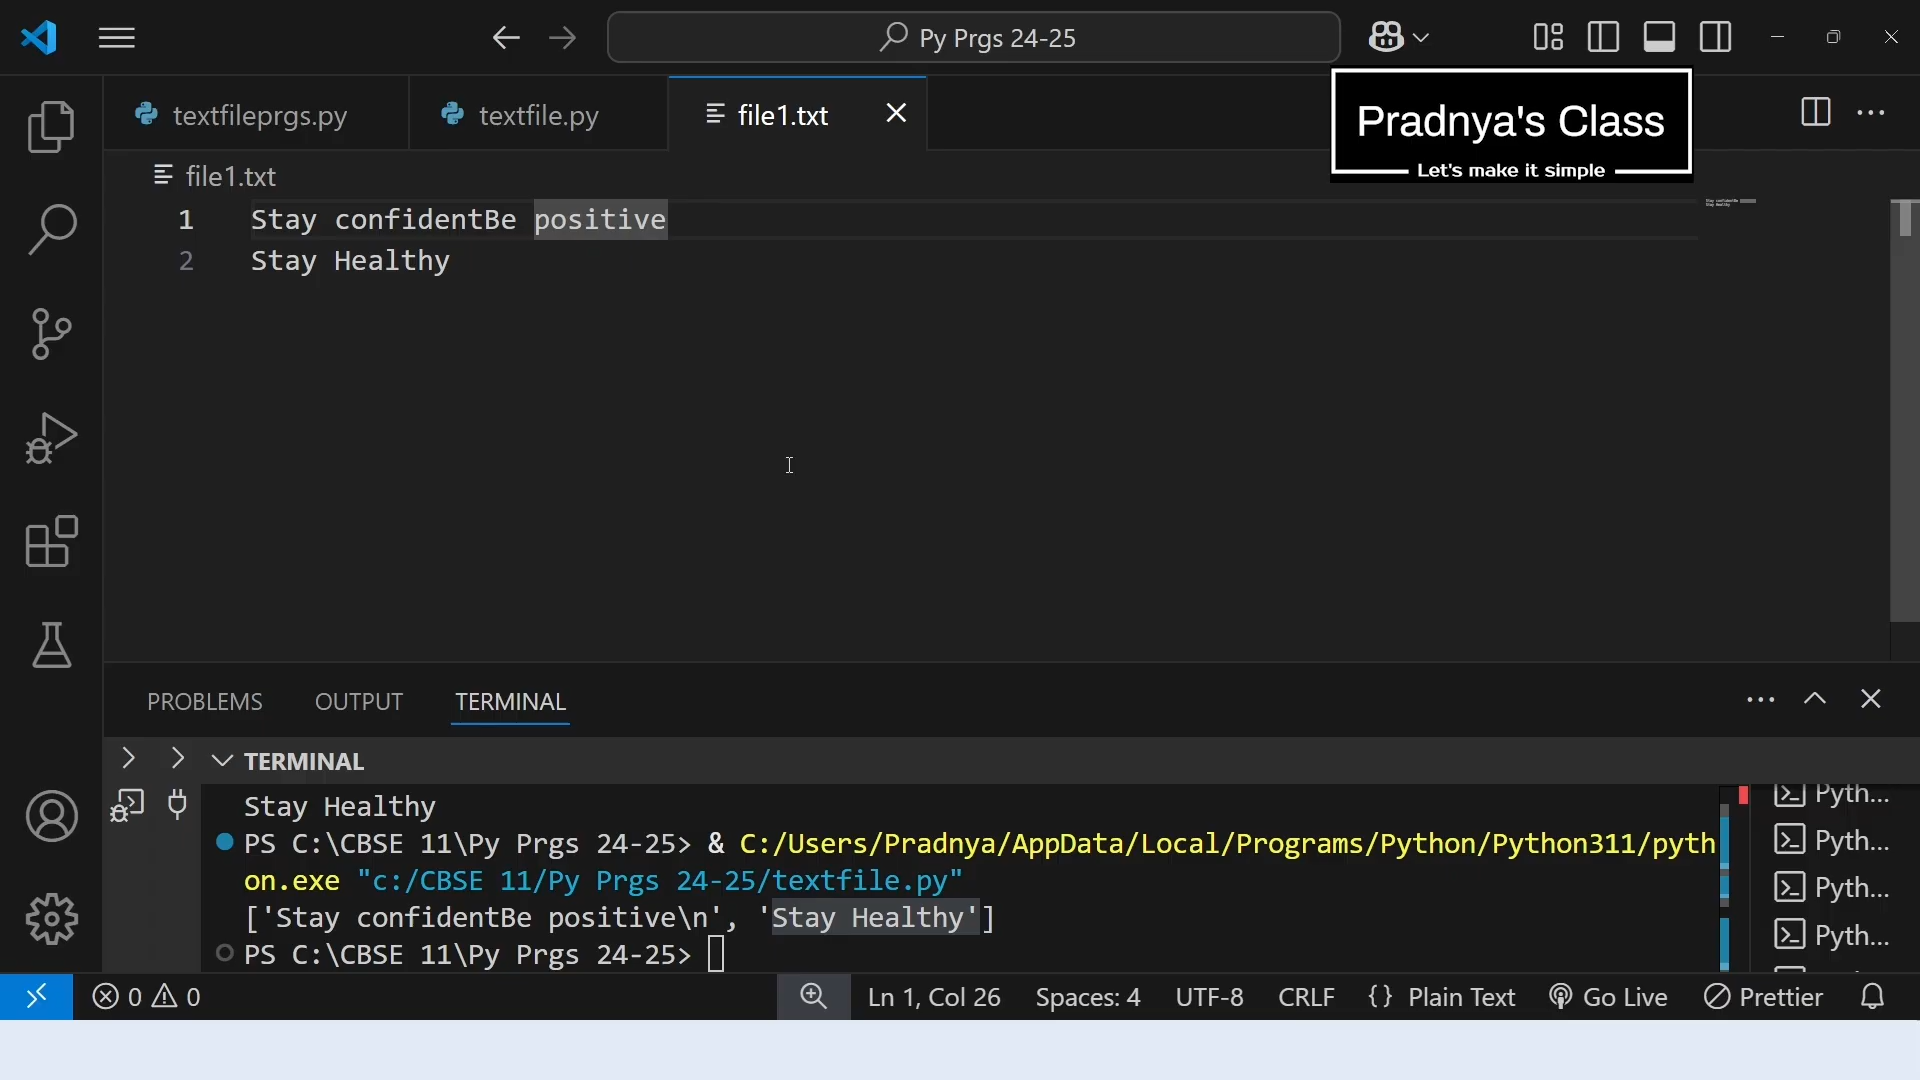 Py Prgs 24-25
textfileprgs.py
textfile.py
file1.txt
Pradnya's Class
Let's make it simple
file1.txt
1 Stay confidentBe positive
2 Stay Healthy
PROBLEMS OUTPUT TERMINAL
TERMINAL
Stay Healthy
PS C:\CBSE 11\Py Prgs 24-25> & C:/Users/Pradnya/AppData/Local/Programs/Python/Python311/pyth
on.exe "c:/CBSE 11/Py Prgs 24-25/textfile.py"
['Stay confidentBe positive\n', 'Stay Healthy']
PS C:\CBSE 11\Py Prgs 24-25>
Pyth...
Pyth...
Pyth...
Pyth...
0 0
Ln 1, Col 26 Spaces: 4 UTF-8 CRLF {} Plain Text Go Live Prettier